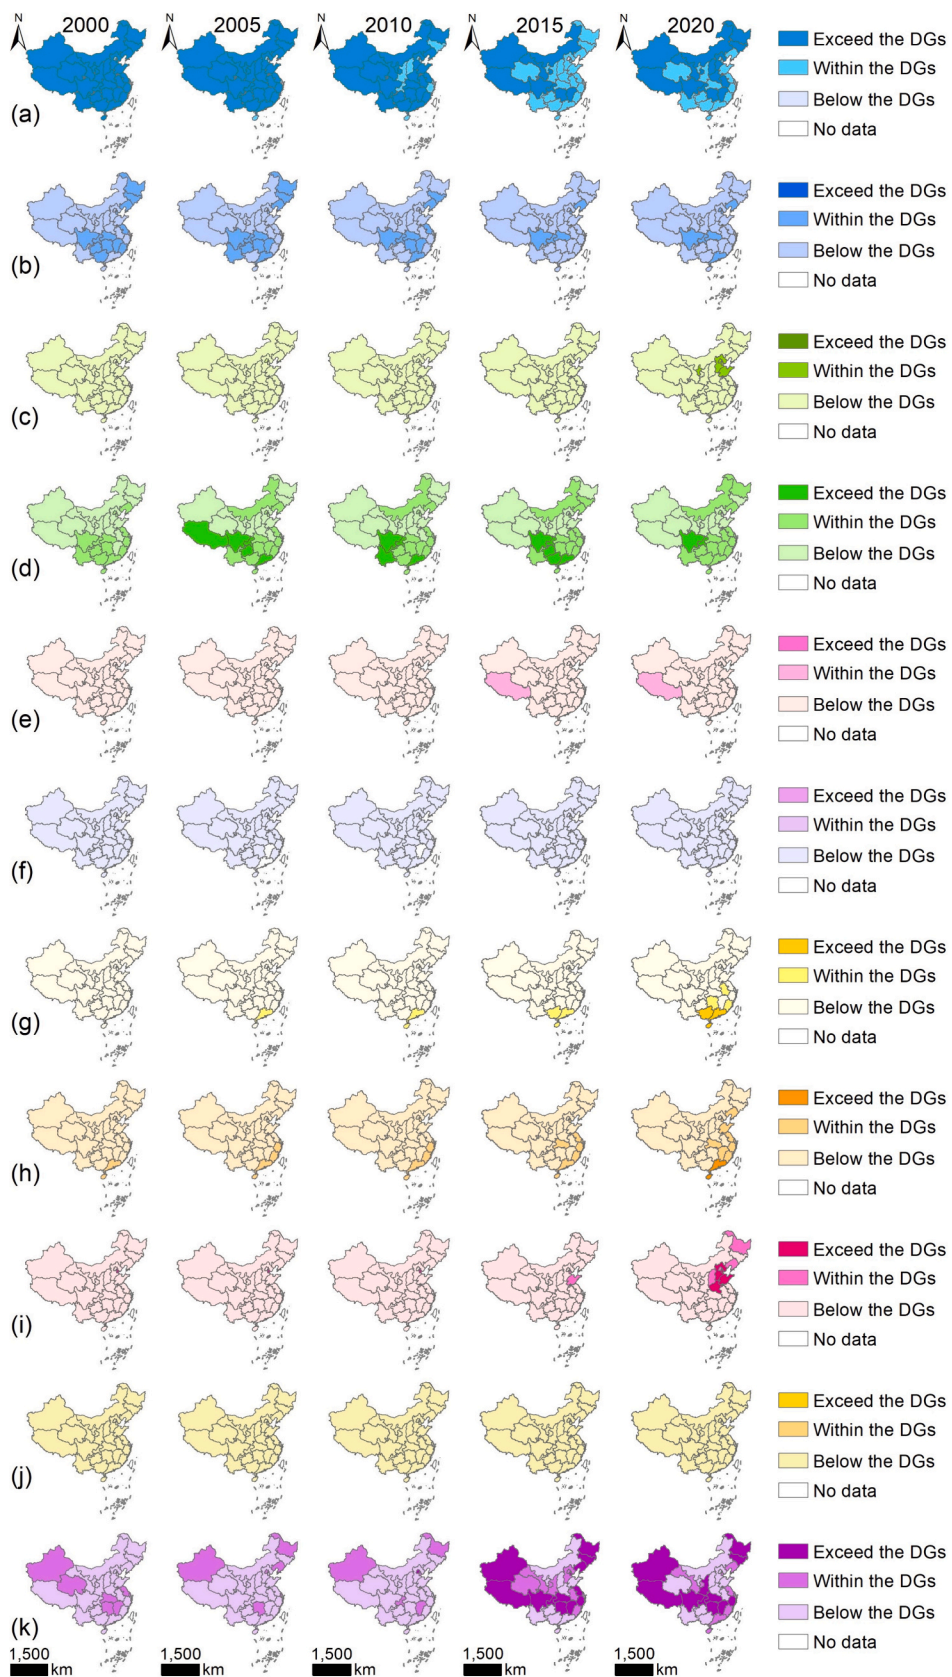 N 2000 N 2005 N 2010 N 2015 N 2020
Exceed the DGs
Within the DGs
Below the DGs
No data
(a)
Exceed the DGs
Within the DGs
Below the DGs
No data
(b)
Exceed the DGs
Within the DGs
Below the DGs
No data
(c)
Exceed the DGs
Within the DGs
Below the DGs
No data
(d)
Exceed the DGs
Within the DGs
Below the DGs
No data
(e)
Exceed the DGs
Within the DGs
Below the DGs
No data
(f)
Exceed the DGs
Within the DGs
Below the DGs
No data
(g)
Exceed the DGs
Within the DGs
Below the DGs
No data
(h)
Exceed the DGs
Within the DGs
Below the DGs
No data
(i)
Exceed the DGs
Within the DGs
Below the DGs
No data
(j)
Exceed the DGs
Within the DGs
Below the DGs
No data
(k)
1,500 1,500 1,500 1,500 1,500
km km km km km